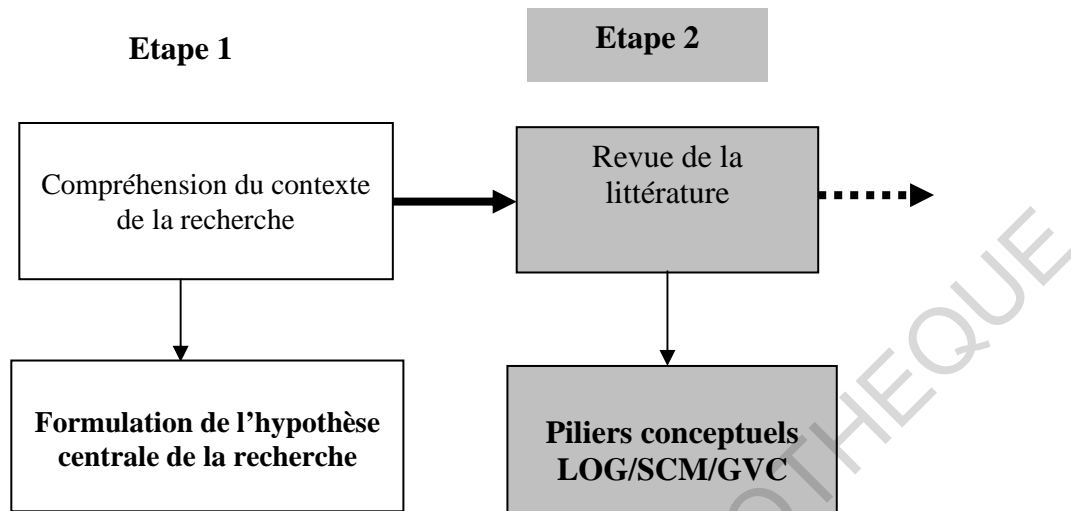 Etape 1
Etape 2
Compréhension du contexte
de la recherche
Revue de la
littérature
Formulation de l’hypothèse
centrale de la recherche
Piliers conceptuels
LOG/SCM/GVC
OTHEQUE